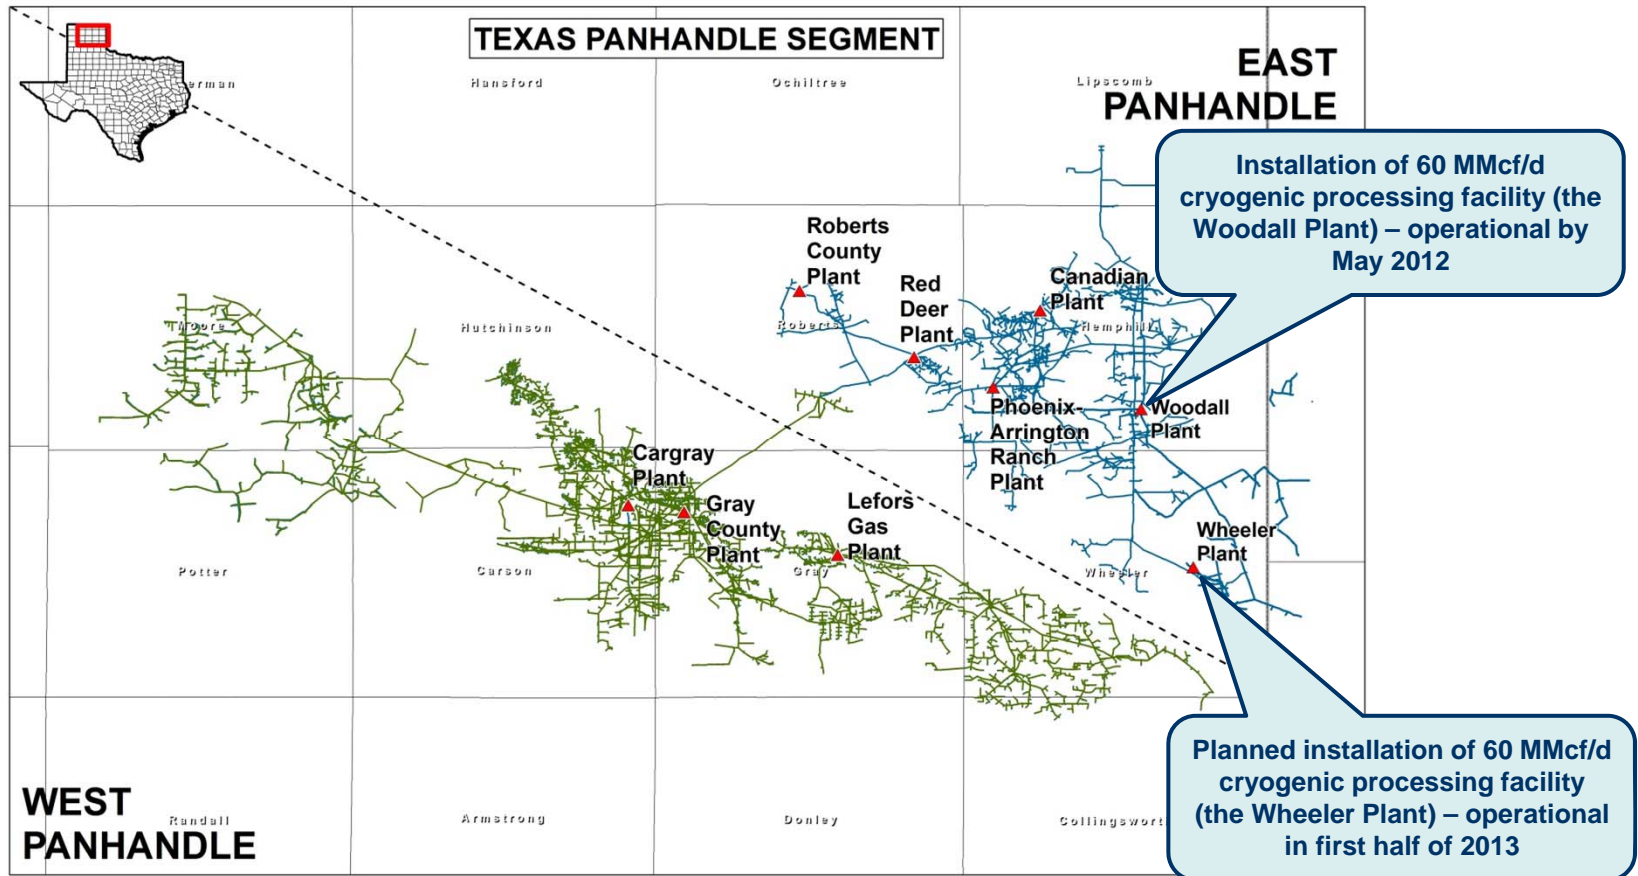 TEXAS PANHANDLE SEGMENT
EAST
PANHANDLE
erman
Hansford
Ochiltree
Lipscomb
Installation of 60 MMcf/d
cryogenic processing facility (the
Woodall Plant) – operational by
May 2012
Roberts
County
Plant
Red
Deer
Plant
Canadian
Plant
Moore
Hutchinson
Roberts
Hemphill
Phoenix-
Arrington
Ranch
Plant
Woodall
Plant
Cargray
Plant
Gray
County
Plant
Lefors
Gas
Plant
Wheeler
Plant
Potter
Carson
Gray
Wheeler
Planned installation of 60 MMcf/d
cryogenic processing facility
(the Wheeler Plant) – operational
in first half of 2013
WEST
PANHANDLE
Randall
Armstrong
Donley
Collingswort